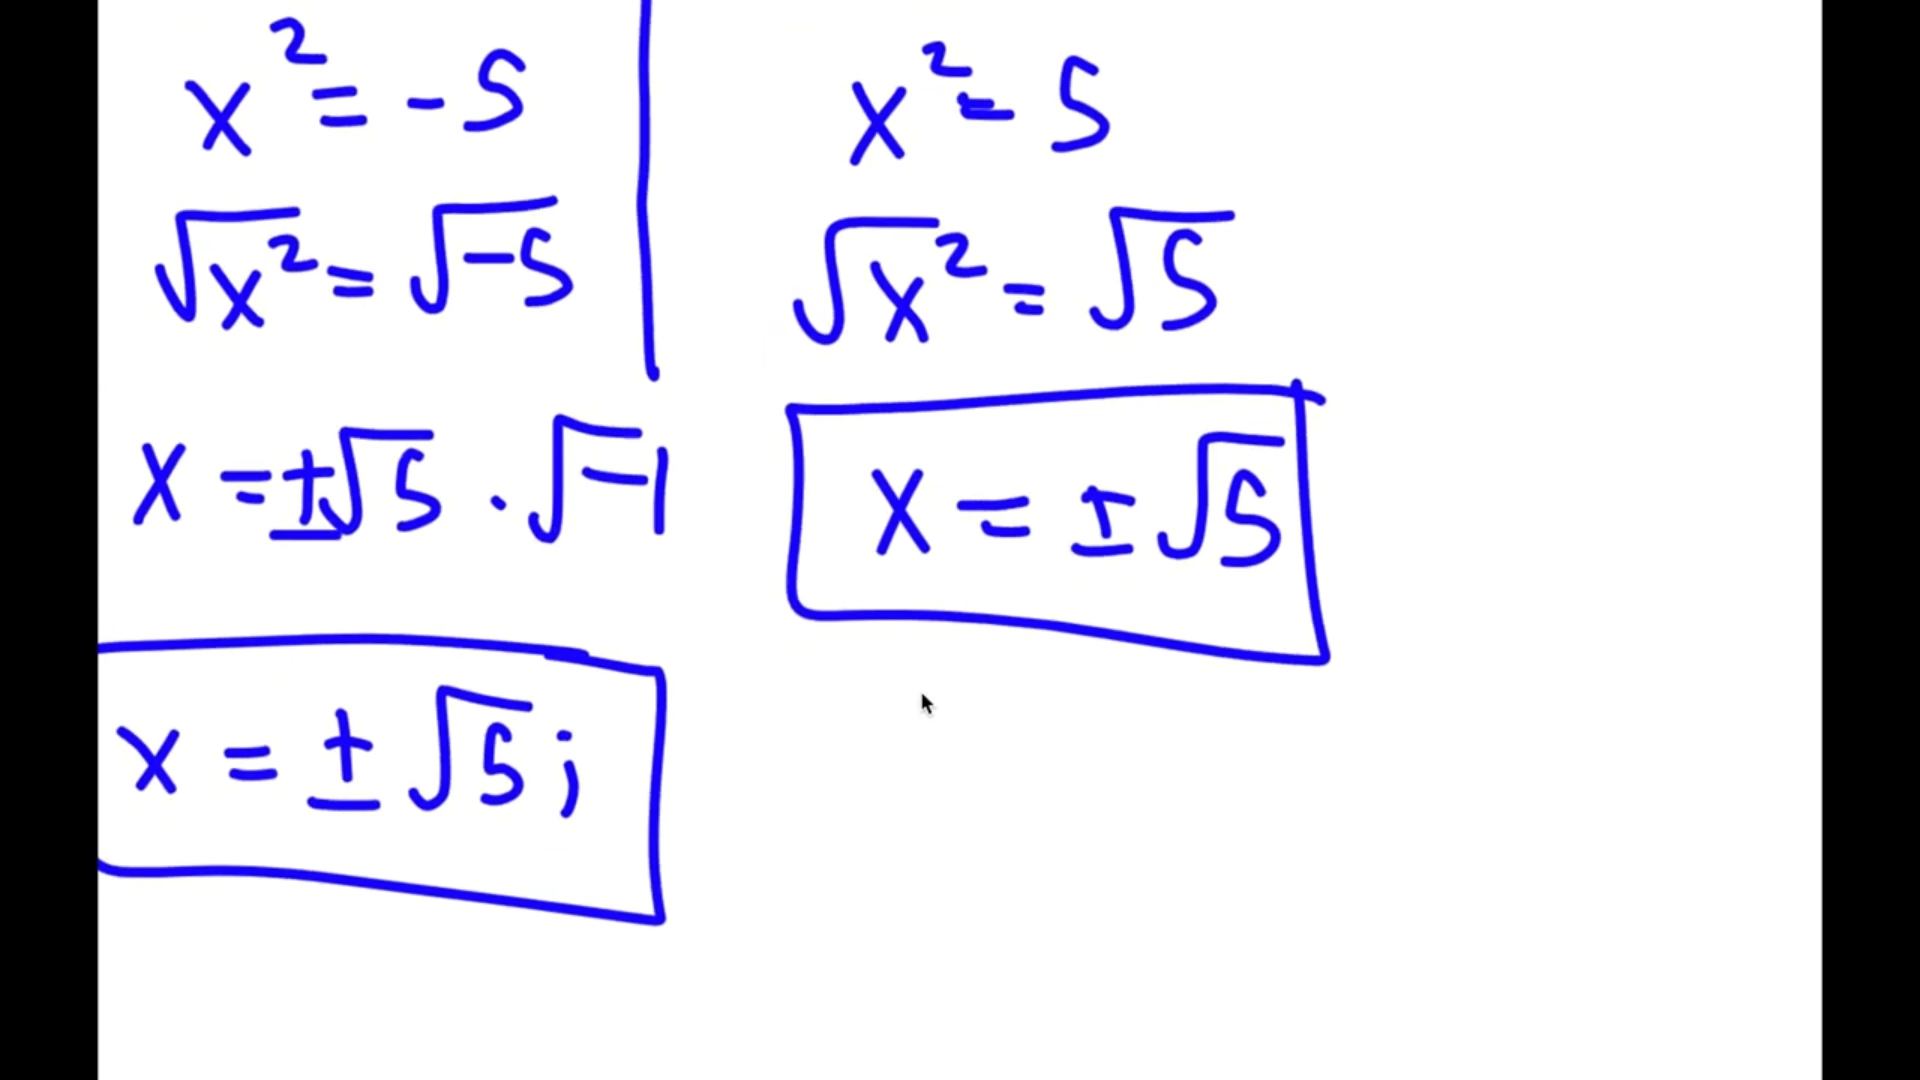 x² = -5
√x² = √-5
x = ±√5 · √-1
x = ±√5 i
x² = 5
√x² = √5
x = ±√5